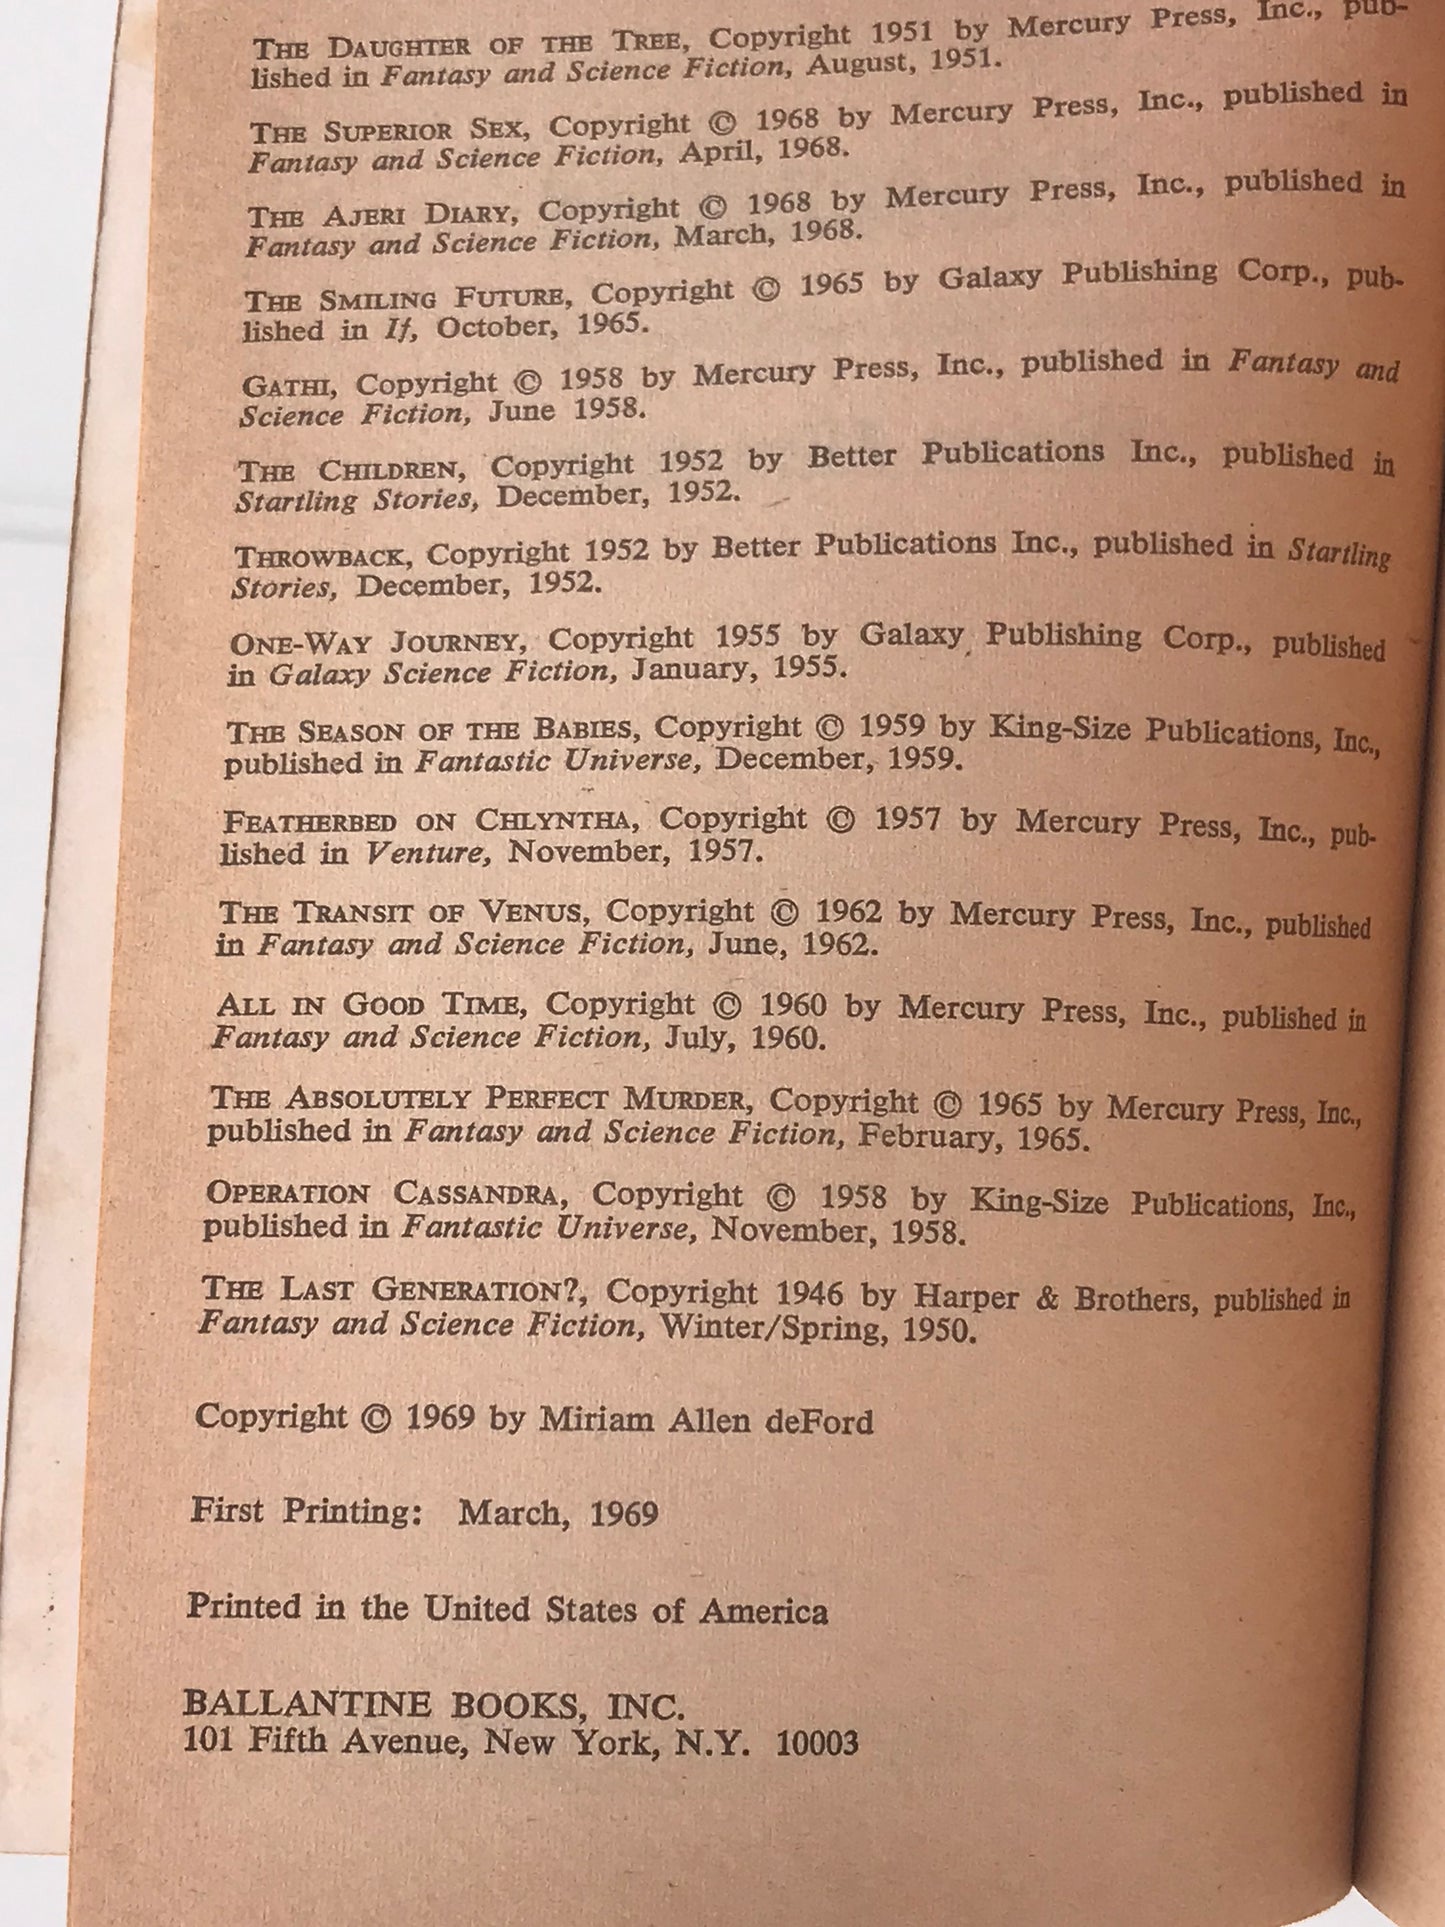 THE DAUGHTER OF THE TREE, Copyright 1951 by Mercury Press, Inc., pub-
lished in Fantasy and Science Fiction, August, 1951.
THE SUPERIOR SEX, Copyright © 1968 by Mercury Press, Inc., published in
Fantasy and Science Fiction, April, 1968.
THE AJERI DIARY, Copyright © 1968 by Mercury Press, Inc., published in
Fantasy and Science Fiction, March, 1968.
THE SMILING FUTURE, Copyright © 1965 by Galaxy Publishing Corp., pub-
lished in If, October, 1965.
GATHI, Copyright © 1958 by Mercury Press, Inc., published in Fantasy and
Science Fiction, June 1958.
THE CHILDREN, Copyright 1952 by Better Publications Inc., published in
Startling Stories, December, 1952.
THROWBACK, Copyright 1952 by Better Publications Inc., published in Startling
Stories, December, 1952.
ONE-WAY JOURNEY, Copyright 1955 by Galaxy Publishing Corp., published
in Galaxy Science Fiction, January, 1955.
THE SEASON OF THE BABIES, Copyright © 1959 by King-Size Publications, Inc.,
published in Fantastic Universe, December, 1959.
FEATHERBED ON CHLYNTHA, Copyright © 1957 by Mercury Press, Inc., pub-
lished in Venture, November, 1957.
THE TRANSIT OF VENUS, Copyright © 1962 by Mercury Press, Inc., published
in Fantasy and Science Fiction, June, 1962.
ALL IN GOOD TIME, Copyright © 1960 by Mercury Press, Inc., published in
Fantasy and Science Fiction, July, 1960.
THE ABSOLUTELY PERFECT MURDER, Copyright © 1965 by Mercury Press, Inc.,
published in Fantasy and Science Fiction, February, 1965.
OPERATION CASSANDRA, Copyright © 1958 by King-Size Publications, Inc.,
published in Fantastic Universe, November, 1958.
THE LAST GENERATION?, Copyright 1946 by Harper & Brothers, published in
Fantasy and Science Fiction, Winter/Spring, 1950.
Copyright © 1969 by Miriam Allen deFord
First Printing: March, 1969
Printed in the United States of America
BALLANTINE BOOKS, INC.
101 Fifth Avenue, New York, N.Y. 10003